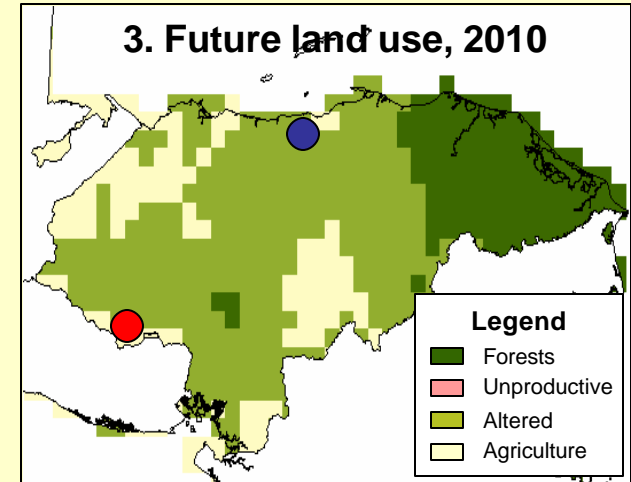 3. Future land use, 2010
Legend
Forests
Unproductive
Altered
Agriculture